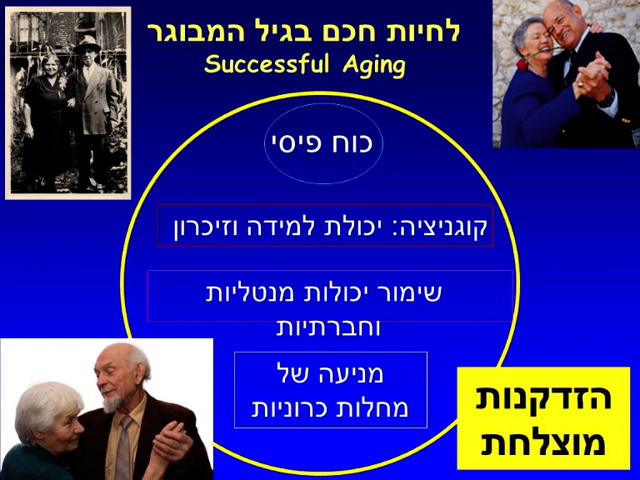 לחיות חכם בגיל המבוגר
Successful Aging
כוח פיסי
קוגניציה: יכולת למידה וזיכרון
שימור יכולות מנטליות
וחברתיות
מניעה של
מחלות כרוניות
הזדקנות
מוצלחת